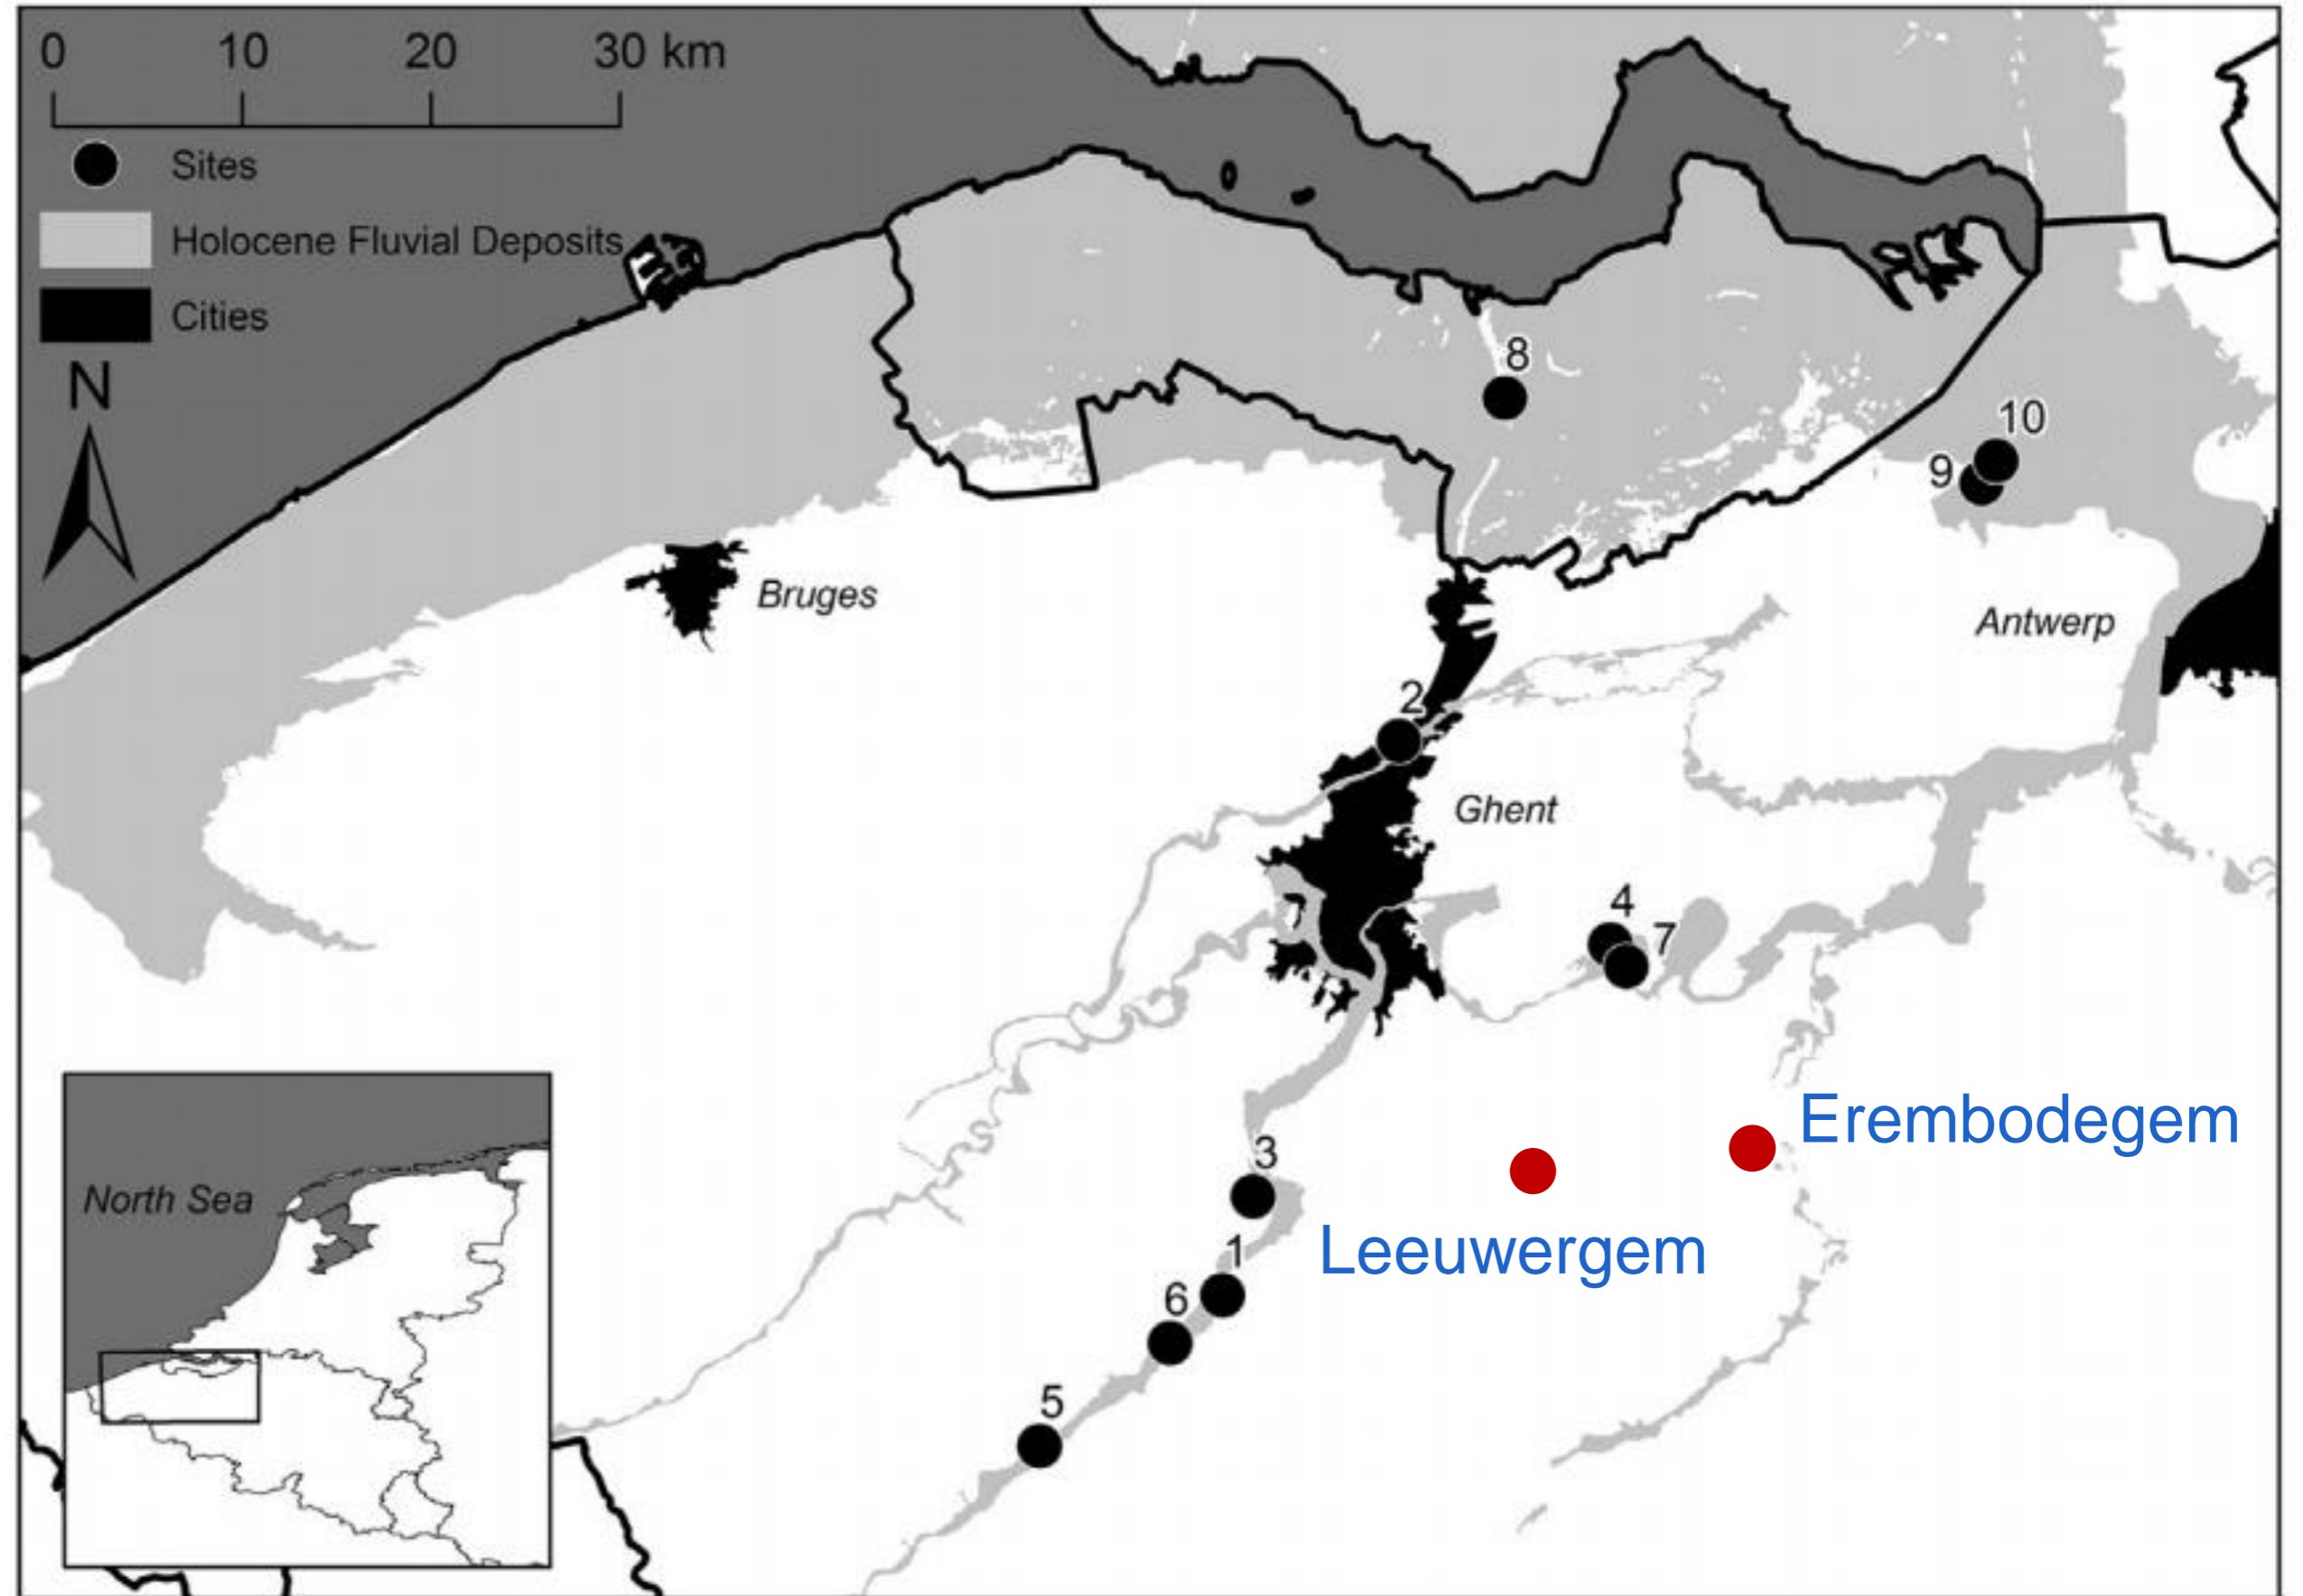 0 10 20 30 km
Sites
Holocene Fluvial Deposits
Cities
N
8
10
9
Bruges
Antwerp
2
Ghent
4
7
Erembodegem
3
North Sea
Leeuwergem
1
6
5